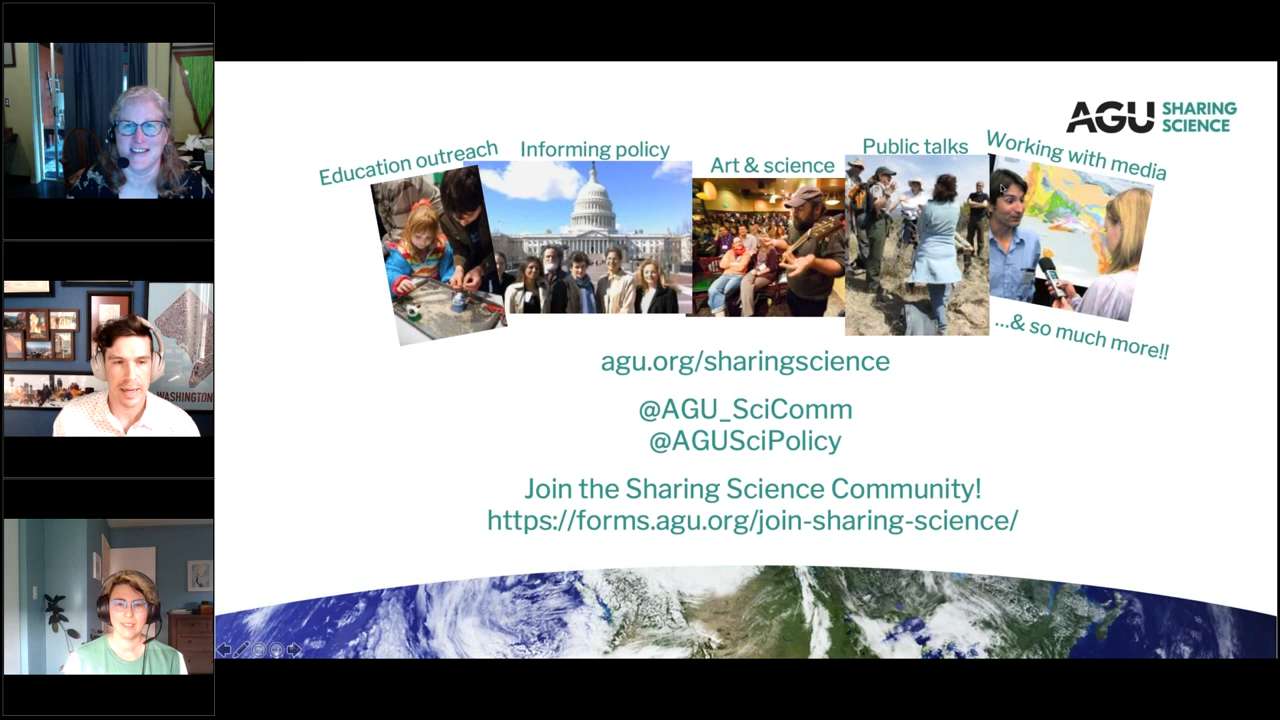 AGU SHARING
SCIENCE
Education outreach
Informing policy
Art & science
Public talks
Working with media
...& so much more!!
agu.org/sharingscience
@AGU_SciComm
@AGUSciPolicy
Join the Sharing Science Community!
https://forms.agu.org/join-sharing-science/
WASHINGTON